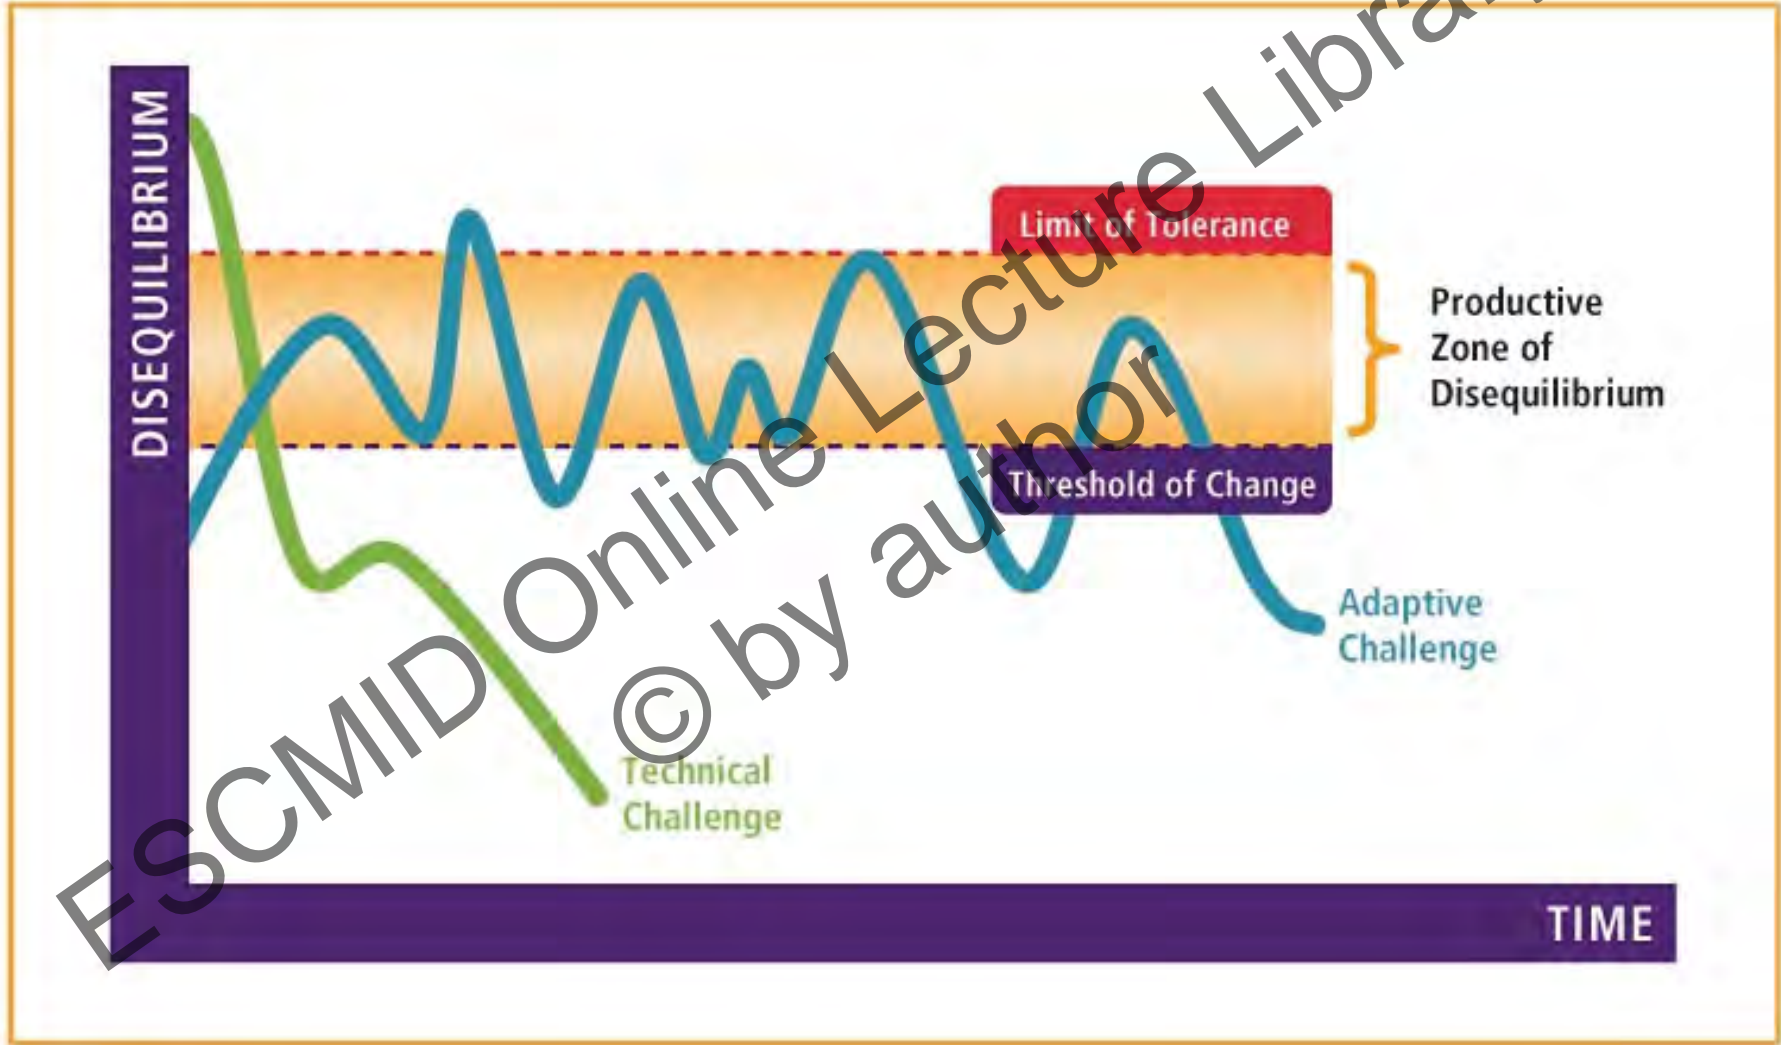 DISEQUILIBRIUM
Limit of Tolerance
Productive
Zone of
Disequilibrium
Threshold of Change
Adaptive
Challenge
Technical
Challenge
TIME
ESCMID Online Lecture Library
© by author